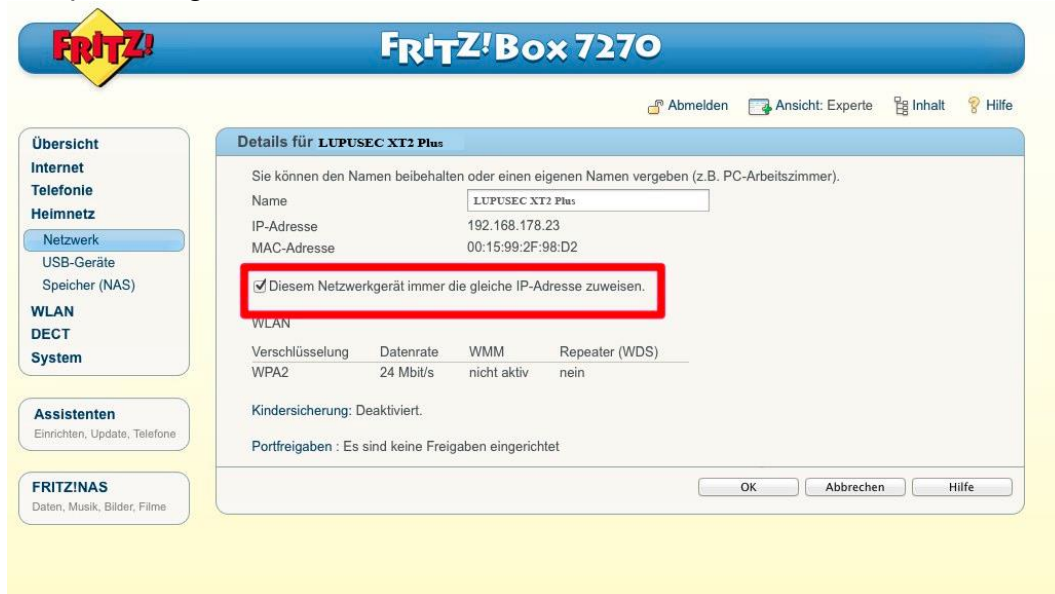 FRITZ!
FRITZ!Box 7270
Abmelden Ansicht: Experte Inhalt Hilfe
Übersicht
Internet
Telefonie
Heimnetz
Netzwerk
USB-Geräte
Speicher (NAS)
WLAN
DECT
System
Assistenten
Einrichten, Update, Telefone
FRITZ!NAS
Daten, Musik, Bilder, Filme
Details für LUPUSEC XT2 Plus
Sie können den Namen beibehalten oder einen eigenen Namen vergeben (z.B. PC-Arbeitszimmer).
Name LUPUSEC XT2 Plus
IP-Adresse 192.168.178.23
MAC-Adresse 00:15:99:2F:98:D2
Diesem Netzwerkgerät immer die gleiche IP-Adresse zuweisen.
WLAN
Verschlüsselung Datenrate WMM Repeater (WDS)
WPA2 24 Mbit/s nicht aktiv nein
Kindersicherung: Deaktiviert.
Portfreigaben : Es sind keine Freigaben eingerichtet
OK Abbrechen Hilfe